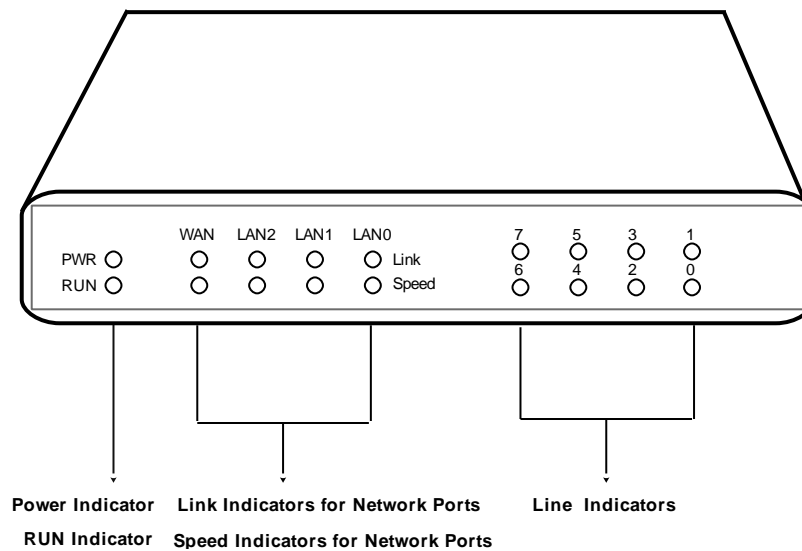 WAN LAN2 LAN1 LAN0 7 5 3 1
PWR Link
6 4 2 0
RUN Speed
Power Indicator Link Indicators for Network Ports Line Indicators
RUN Indicator Speed Indicators for Network Ports